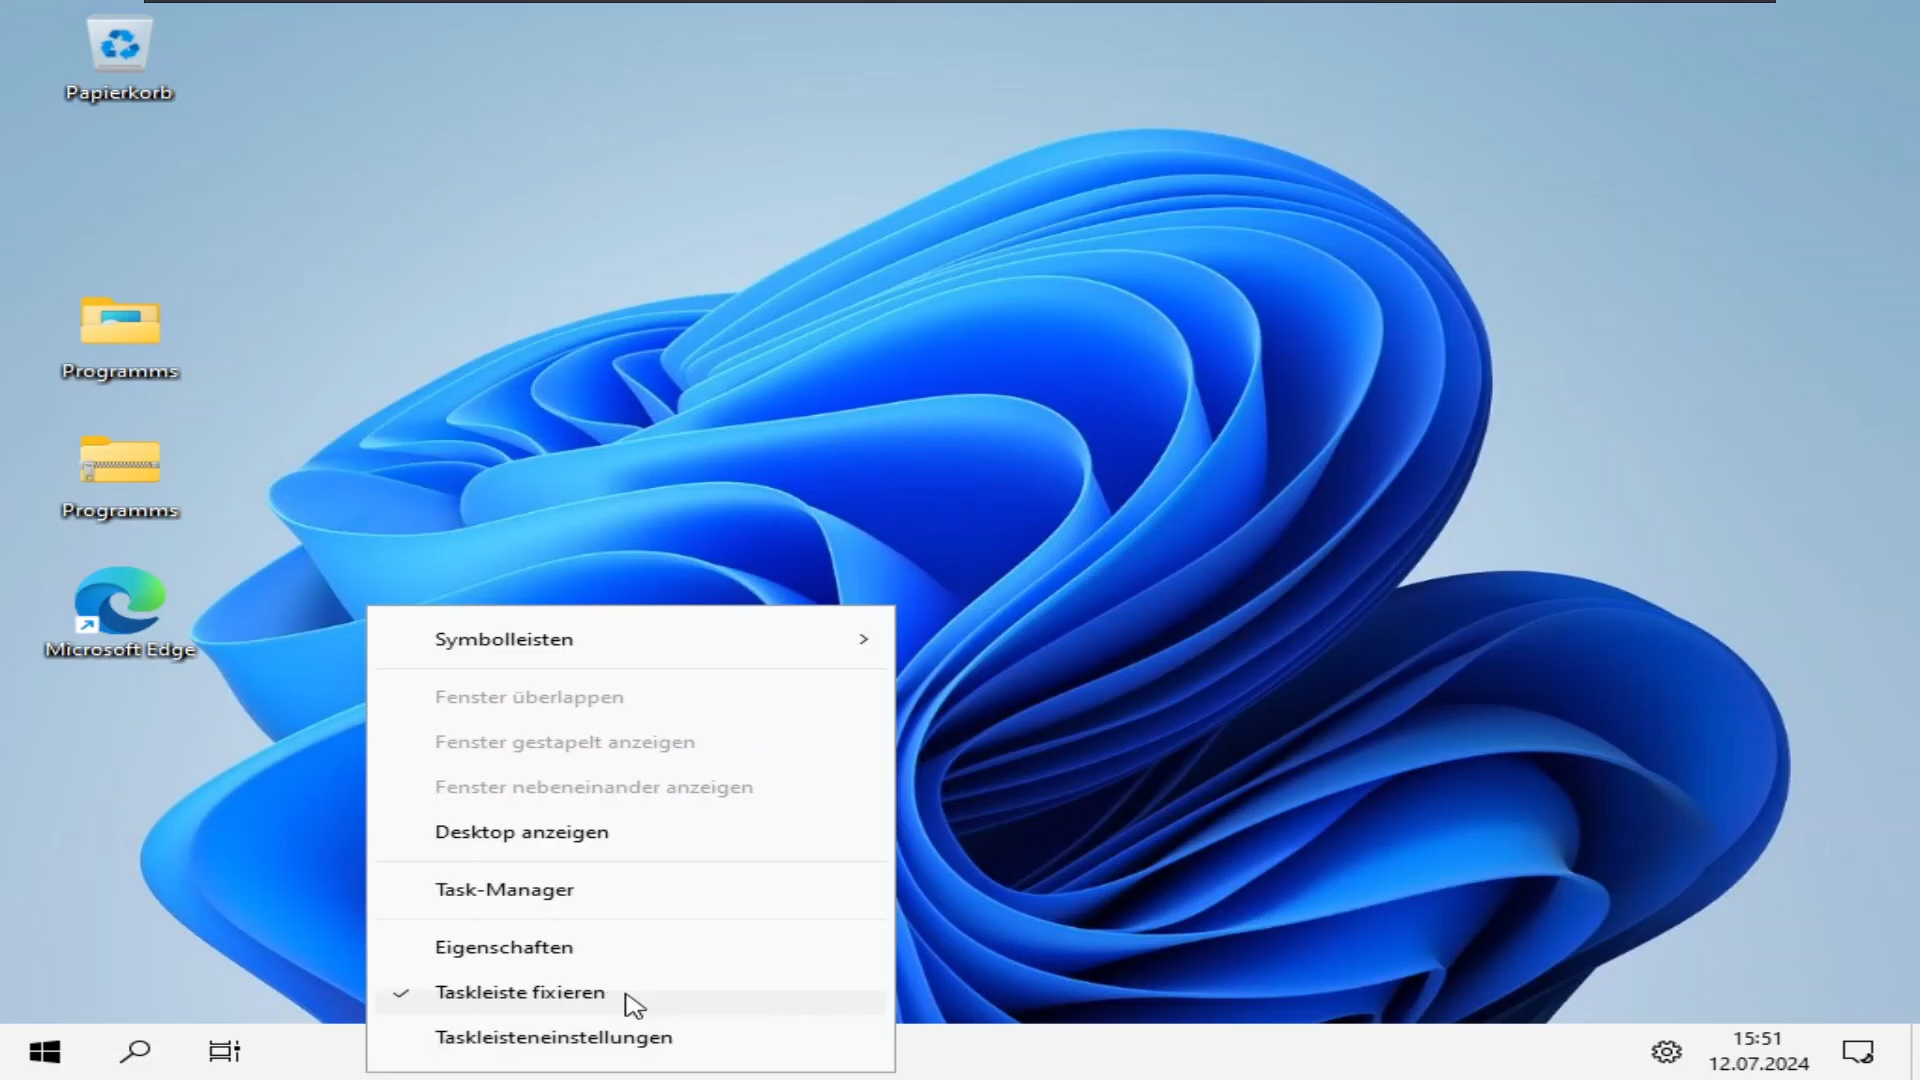 Papierkorb
Programms
Programms
Microsoft Edge
Symbolleisten
Fenster überlappen
Fenster gestapelt anzeigen
Fenster nebeneinander anzeigen
Desktop anzeigen
Task-Manager
Eigenschaften
Taskleiste fixieren
Taskleisteneinstellungen
15:51
12.07.2024